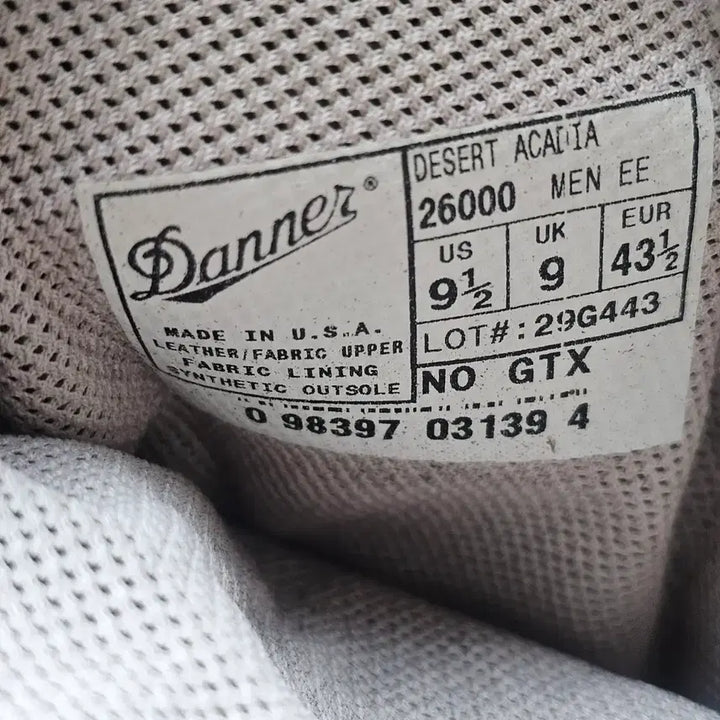 Danner®
MADE IN U.S.A.
LEATHER/FABRIC UPPER
FABRIC LINING
SYNTHETIC OUTSOLE
DESERT ACADIA
26000 MEN EE
US
9½
UK
9
EUR
43½
LOT#: 29G443
NO GTX
0 98397 03139 4